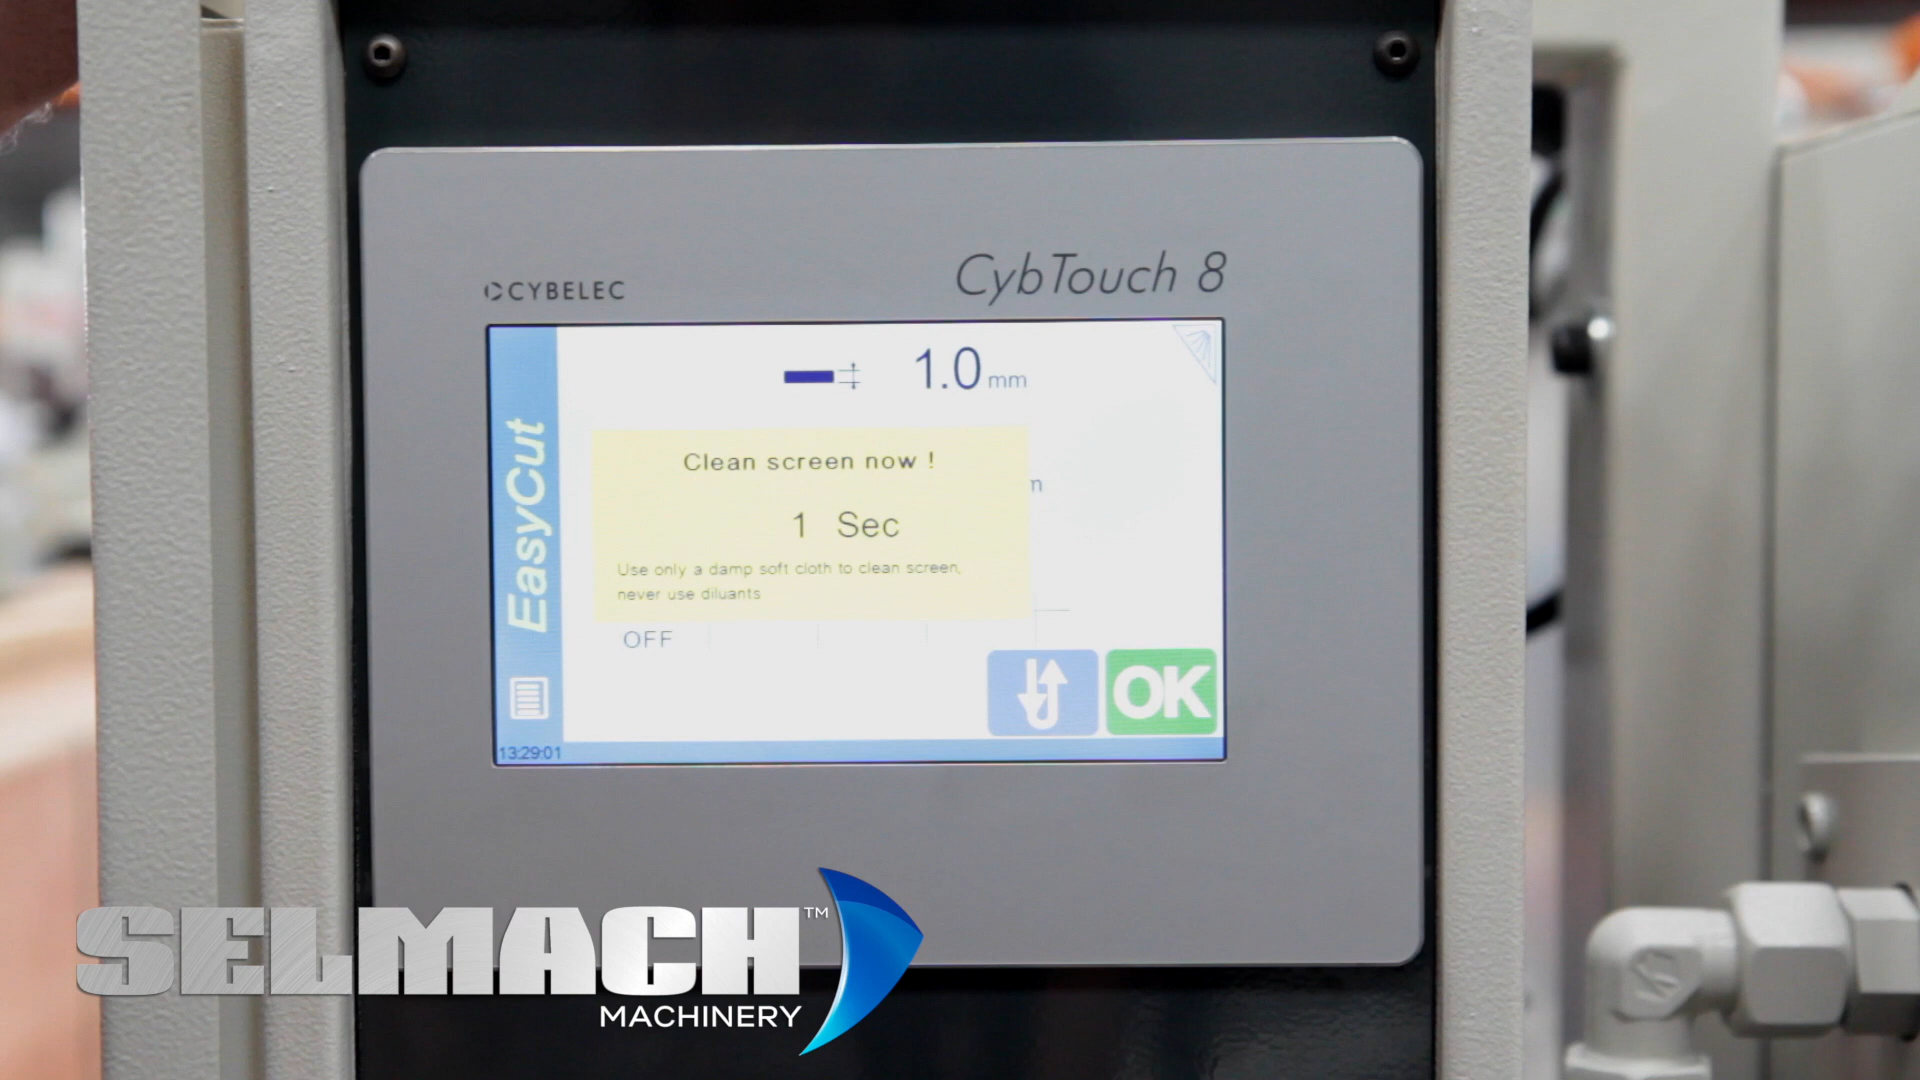 CYBELEC
CybTouch 8
1.0 mm
EasyCut
Clean screen now !
1 Sec
Use only a damp soft cloth to clean screen,
never use diluants
OFF
OK
13:29:01
SELMACH™
MACHINERY